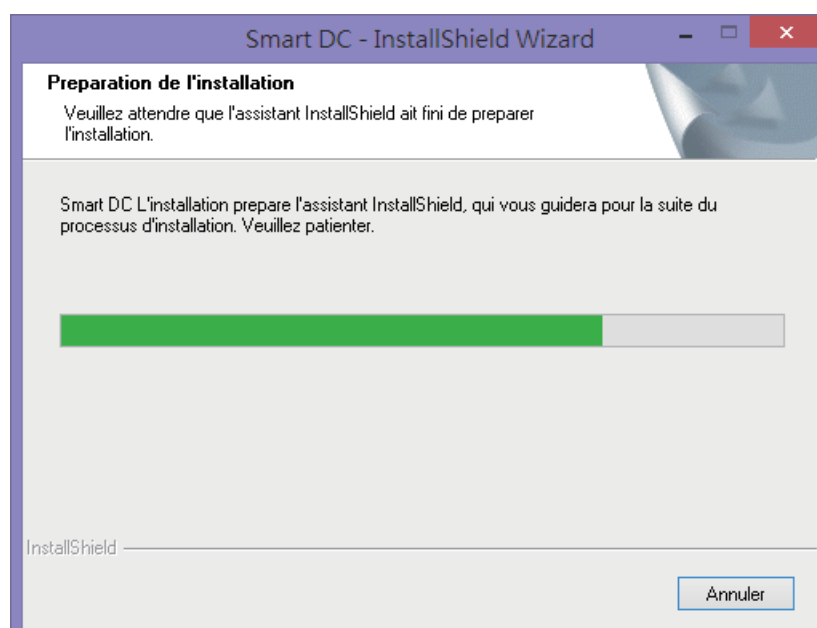 Smart DC - InstallShield Wizard
Preparation de l'installation
Veuillez attendre que l'assistant InstallShield ait fini de preparer
l'installation.
Smart DC L'installation prepare l'assistant InstallShield, qui vous guidera pour la suite du
processus d'installation. Veuillez patienter.
InstallShield
Annuler